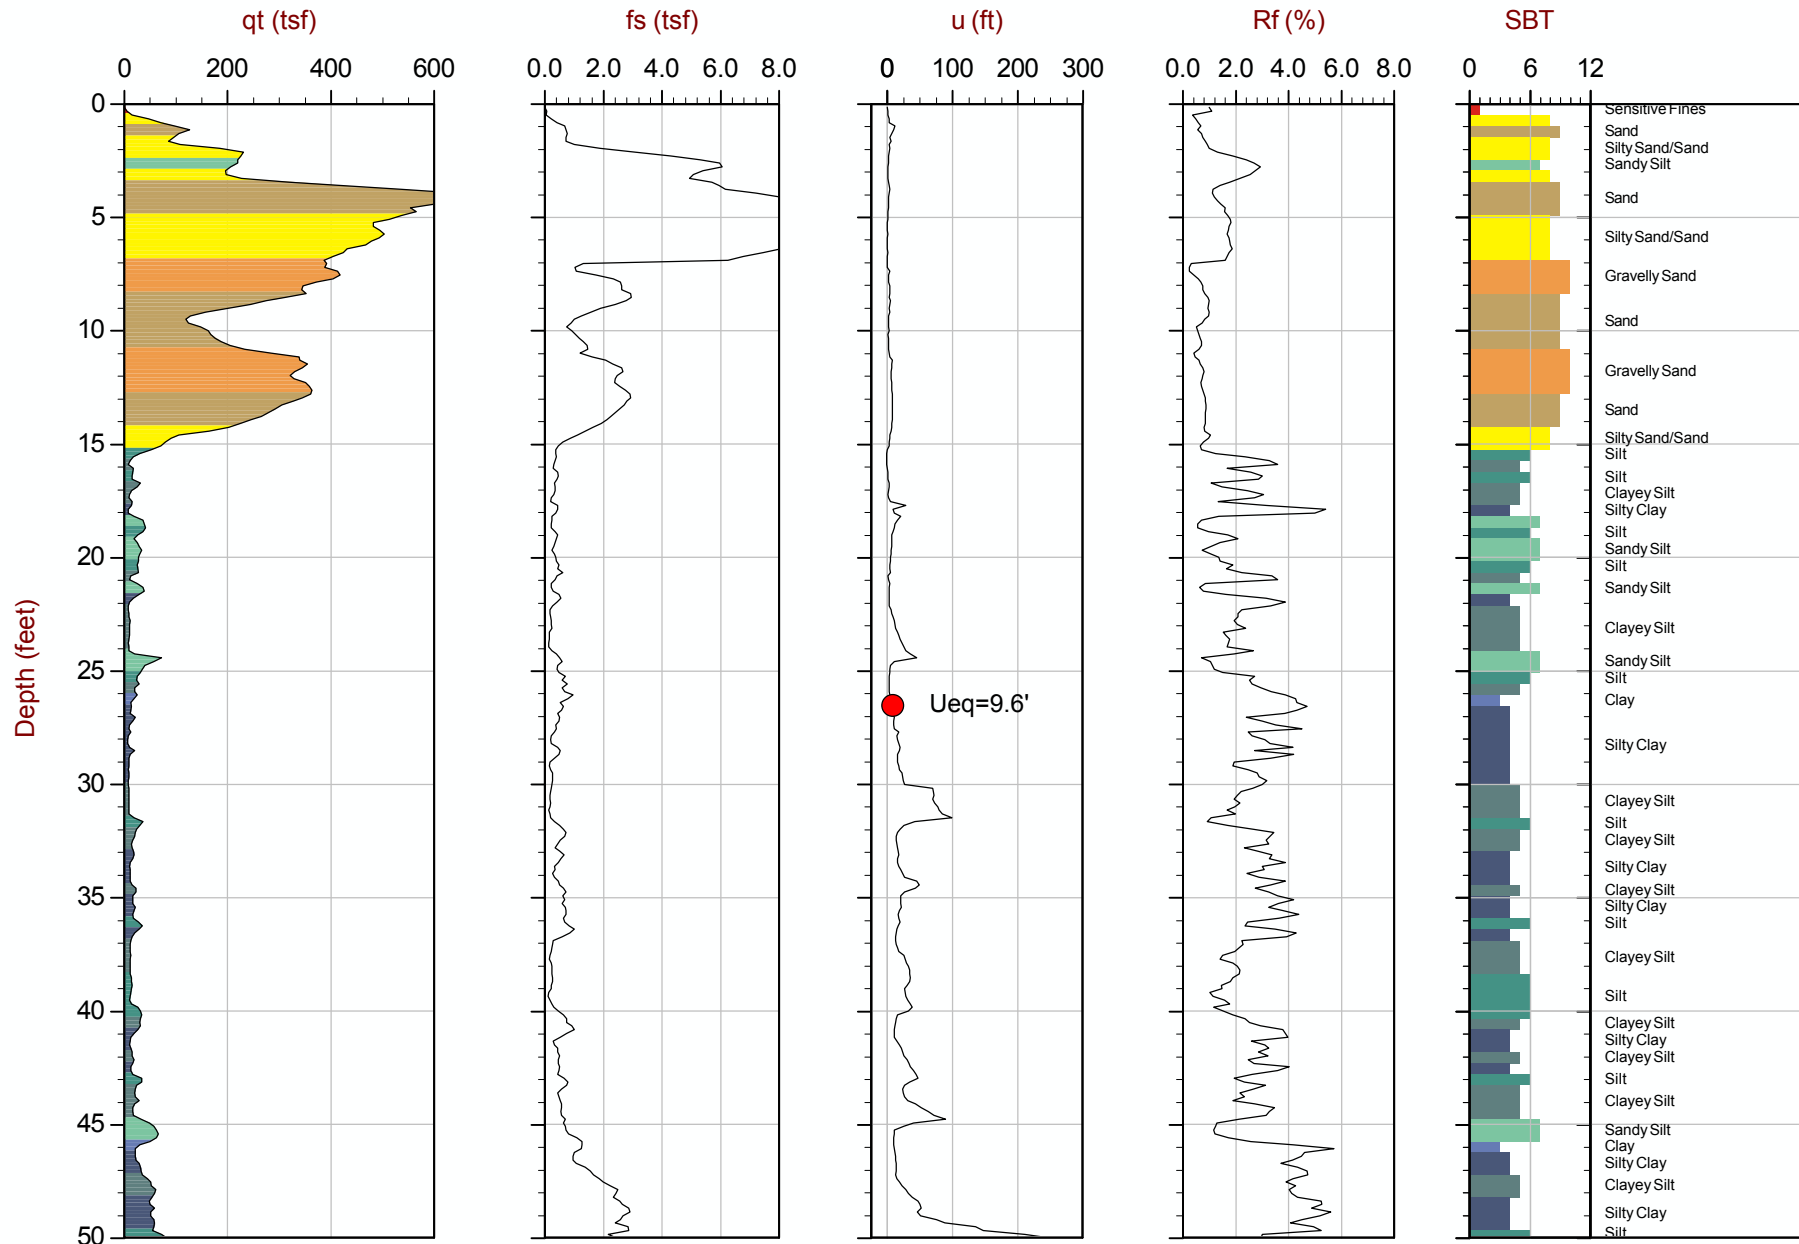 qt (tsf) fs (tsf) u (ft) Rf (%) SBT
0 200 400 600 0.0 2.0 4.0 6.0 8.0 0 100 200 300 0.0 2.0 4.0 6.0 8.0 0 6 12
0
Sensitive Fines
Sand
Silty Sand/Sand
Sandy Silt
Sand
5
Silty Sand/Sand
Gravelly Sand
Sand
10
Gravelly Sand
Sand
Silty Sand/Sand
15
Silt
Silt
Clayey Silt
Silty Clay
Silt
Sandy Silt
20
Silt
Sandy Silt
Clayey Silt
Sandy Silt
25
Silt
Clay
Ueq=9.6'
Silty Clay
30
Clayey Silt
Silt
Clayey Silt
Silty Clay
Clayey Silt
35
Silty Clay
Silt
Clayey Silt
Silt
40
Clayey Silt
Silty Clay
Clayey Silt
Silt
Clayey Silt
45
Sandy Silt
Clay
Silty Clay
Clayey Silt
Silty Clay
Silt
50
Depth (feet)